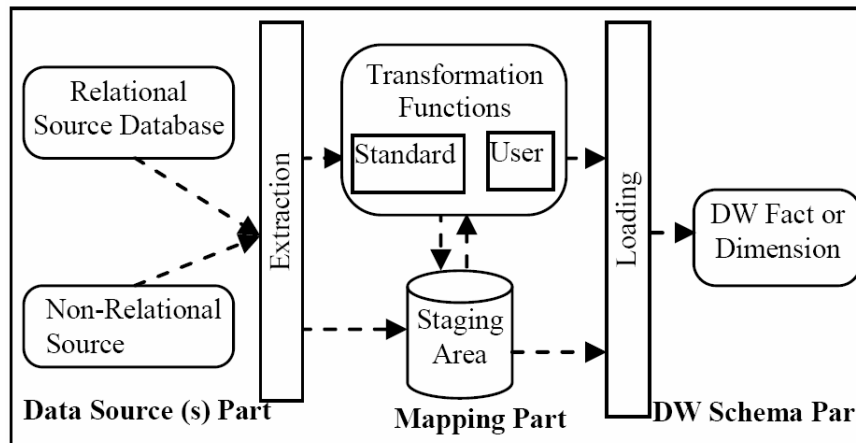 Relational
Source Database
Non-Relational
Source
Data Source (s) Part
Extraction
Transformation
Functions
Standard
User
Staging
Area
Mapping Part
Loading
DW Fact or
Dimension
DW Schema Par